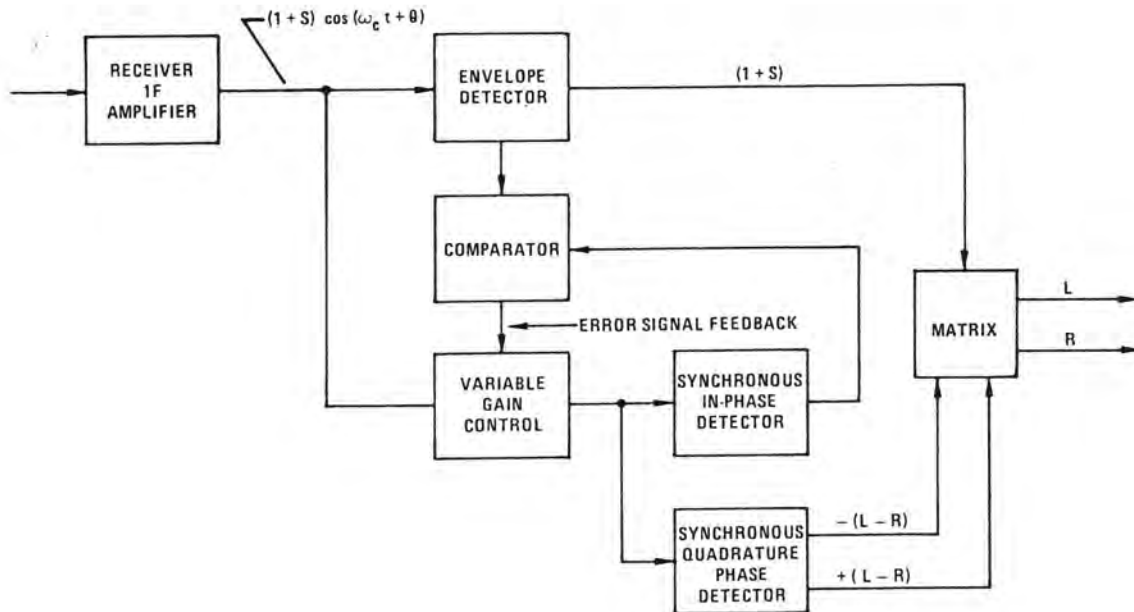 (1 + S) cos (ω_c t + θ)
RECEIVER
1F
AMPLIFIER
ENVELOPE
DETECTOR
(1 + S)
COMPARATOR
ERROR SIGNAL FEEDBACK
VARIABLE
GAIN
CONTROL
SYNCHRONOUS
IN-PHASE
DETECTOR
MATRIX
L
R
SYNCHRONOUS
QUADRATURE
PHASE
DETECTOR
– (L – R)
+ (L – R)